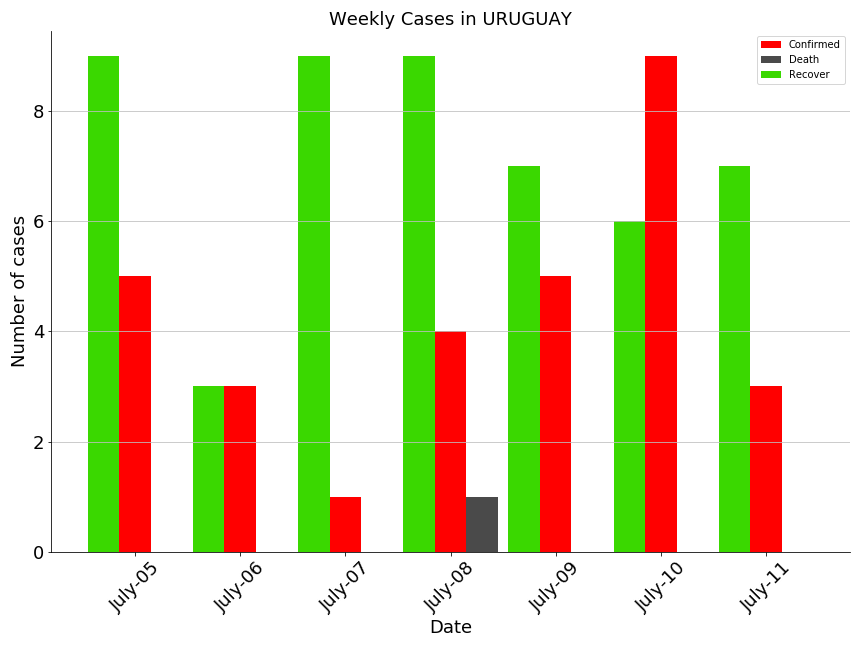 Weekly Cases in URUGUAY
Confirmed
Death
Recover
Number of cases
8
6
4
2
0
July-05
July-06
July-07
July-08
July-09
July-10
July-11
Date